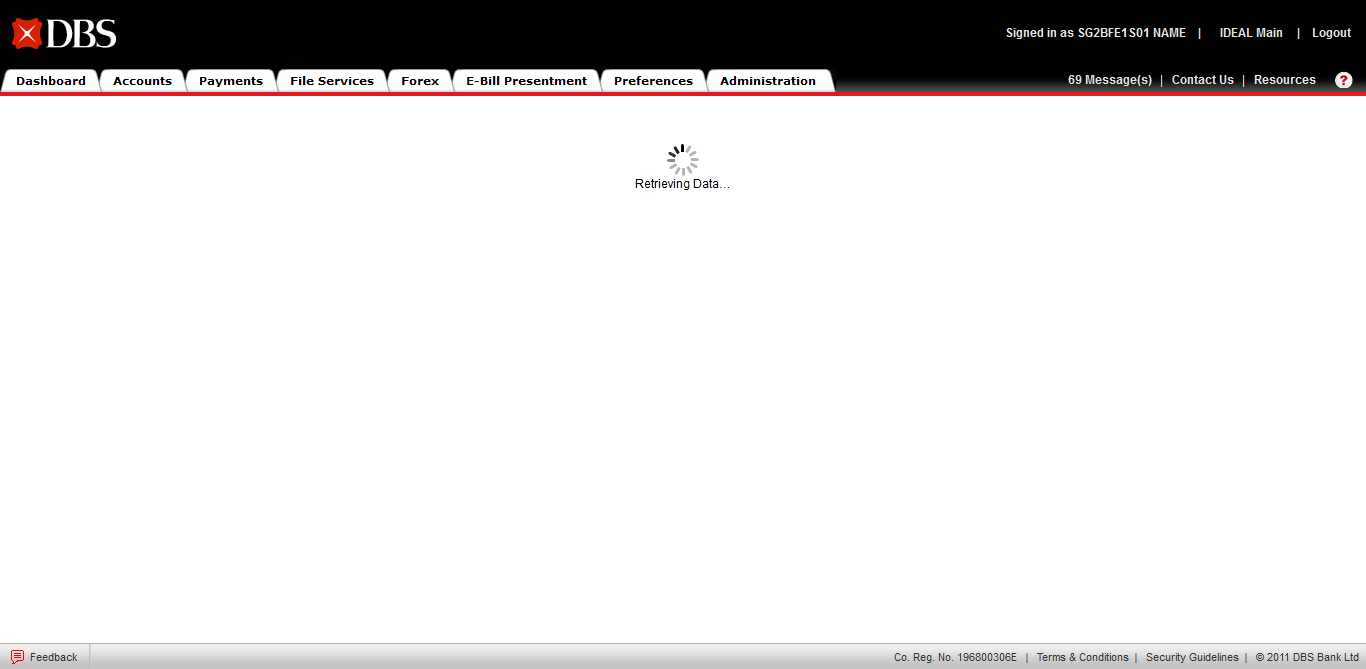 DBS
Signed in as SG2BFE1S01 NAME | IDEAL Main | Logout
Dashboard Accounts Payments File Services Forex E-Bill Presentment Preferences Administration
69 Message(s) | Contact Us | Resources ?
Retrieving Data...
Feedback
Co. Reg. No. 196800306E | Terms & Conditions | Security Guidelines | © 2011 DBS Bank Ltd